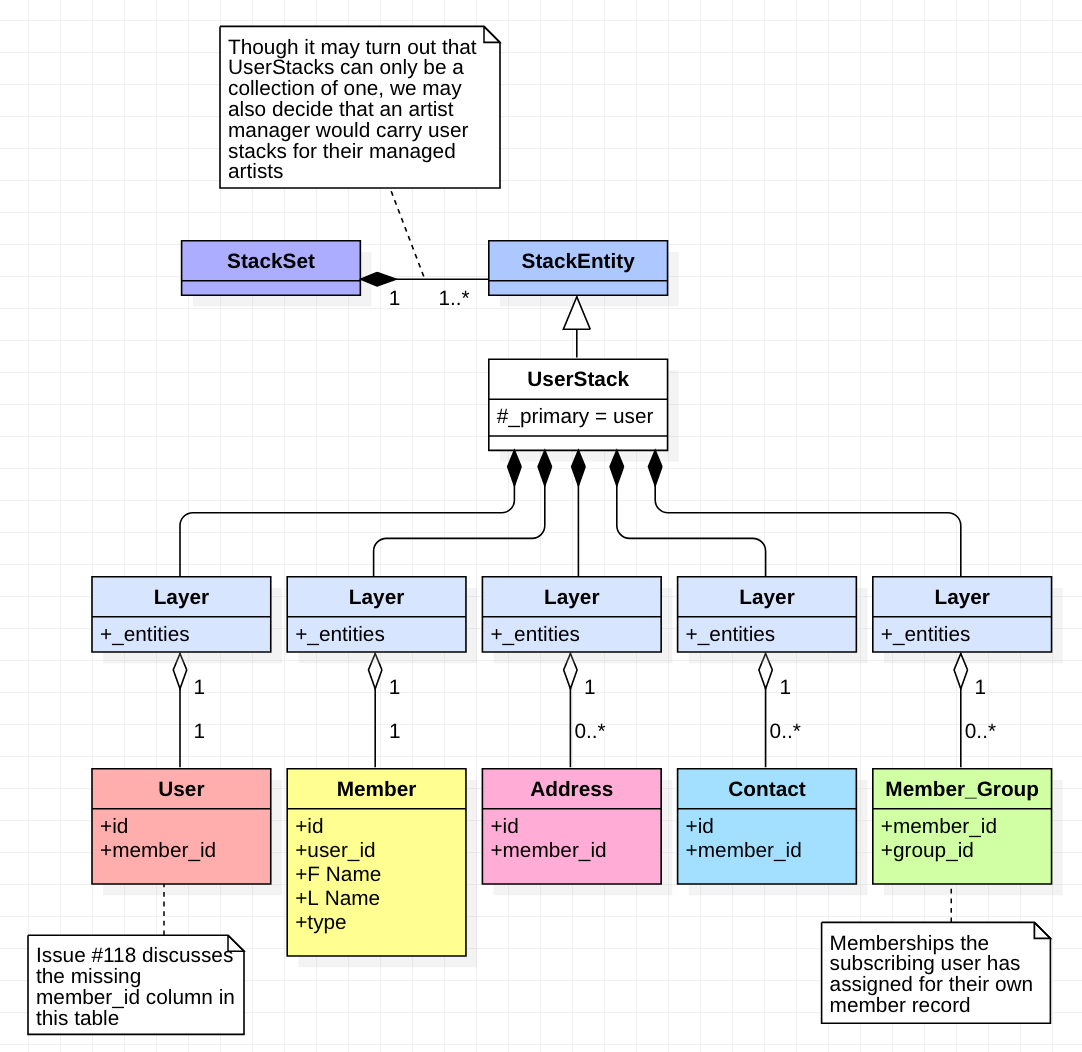 Though it may turn out that
UserStacks can only be a
collection of one, we may
also decide that an artist
manager would carry user
stacks for their managed
artists
StackSet
StackEntity
1
1..*
UserStack
#_primary = user
Layer
+_entities
Layer
+_entities
Layer
+_entities
Layer
+_entities
Layer
+_entities
1
1
1
1
1
1
1
0..*
0..*
0..*
User
+id
+member_id
Member
+id
+user_id
+F Name
+L Name
+type
Address
+id
+member_id
Contact
+id
+member_id
Member_Group
+member_id
+group_id
Issue #118 discusses
the missing
member_id column in
this table
Memberships the
subscribing user has
assigned for their own
member record